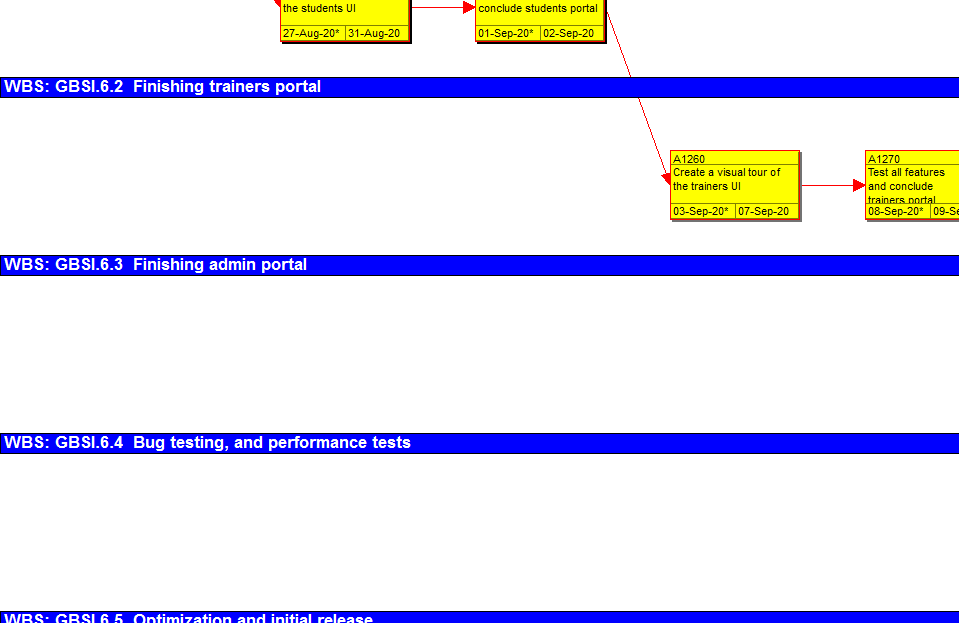 the students UI
27-Aug-20* 31-Aug-20
conclude students portal
01-Sep-20* 02-Sep-20
WBS: GBSI.6.2 Finishing trainers portal
A1260
Create a visual tour of
the trainers UI
03-Sep-20* 07-Sep-20
A1270
Test all features
and conclude
trainers portal
08-Sep-20* 09-Se
WBS: GBSI.6.3 Finishing admin portal
WBS: GBSI.6.4 Bug testing, and performance tests
WBS: GBSI.6.5 Optimization and initial release